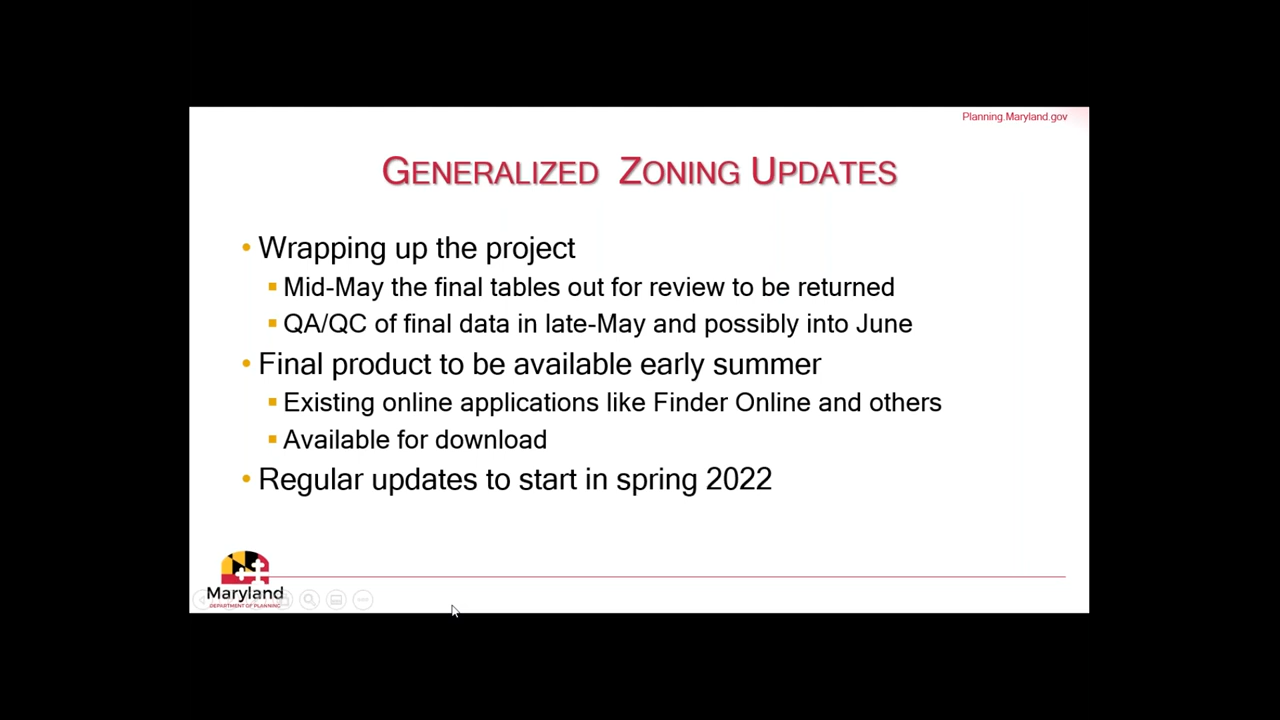 Planning.Maryland.gov
GENERALIZED ZONING UPDATES
• Wrapping up the project
▪ Mid-May the final tables out for review to be returned
▪ QA/QC of final data in late-May and possibly into June
• Final product to be available early summer
▪ Existing online applications like Finder Online and others
▪ Available for download
• Regular updates to start in spring 2022
Maryland
DEPARTMENT OF PLANNING